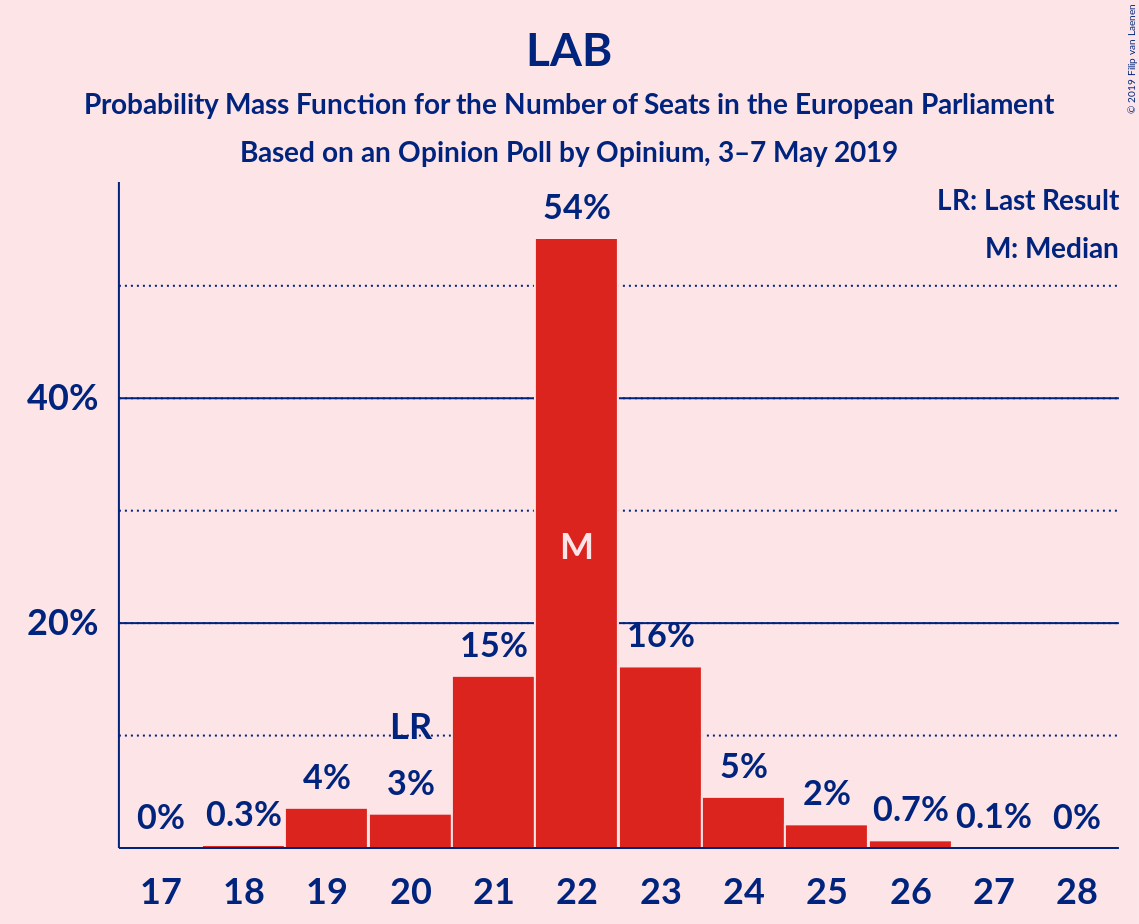 LAB
Probability Mass Function for the Number of Seats in the European Parliament
Based on an Opinion Poll by Opinium, 3–7 May 2019
© 2019 Filip van Laenen
LR: Last Result
M: Median
54%
40%
M
20%
15%
16%
LR
4%
3%
5%
2%
0%
0.3%
0.7%
0.1%
0%
17 18 19 20 21 22 23 24 25 26 27 28